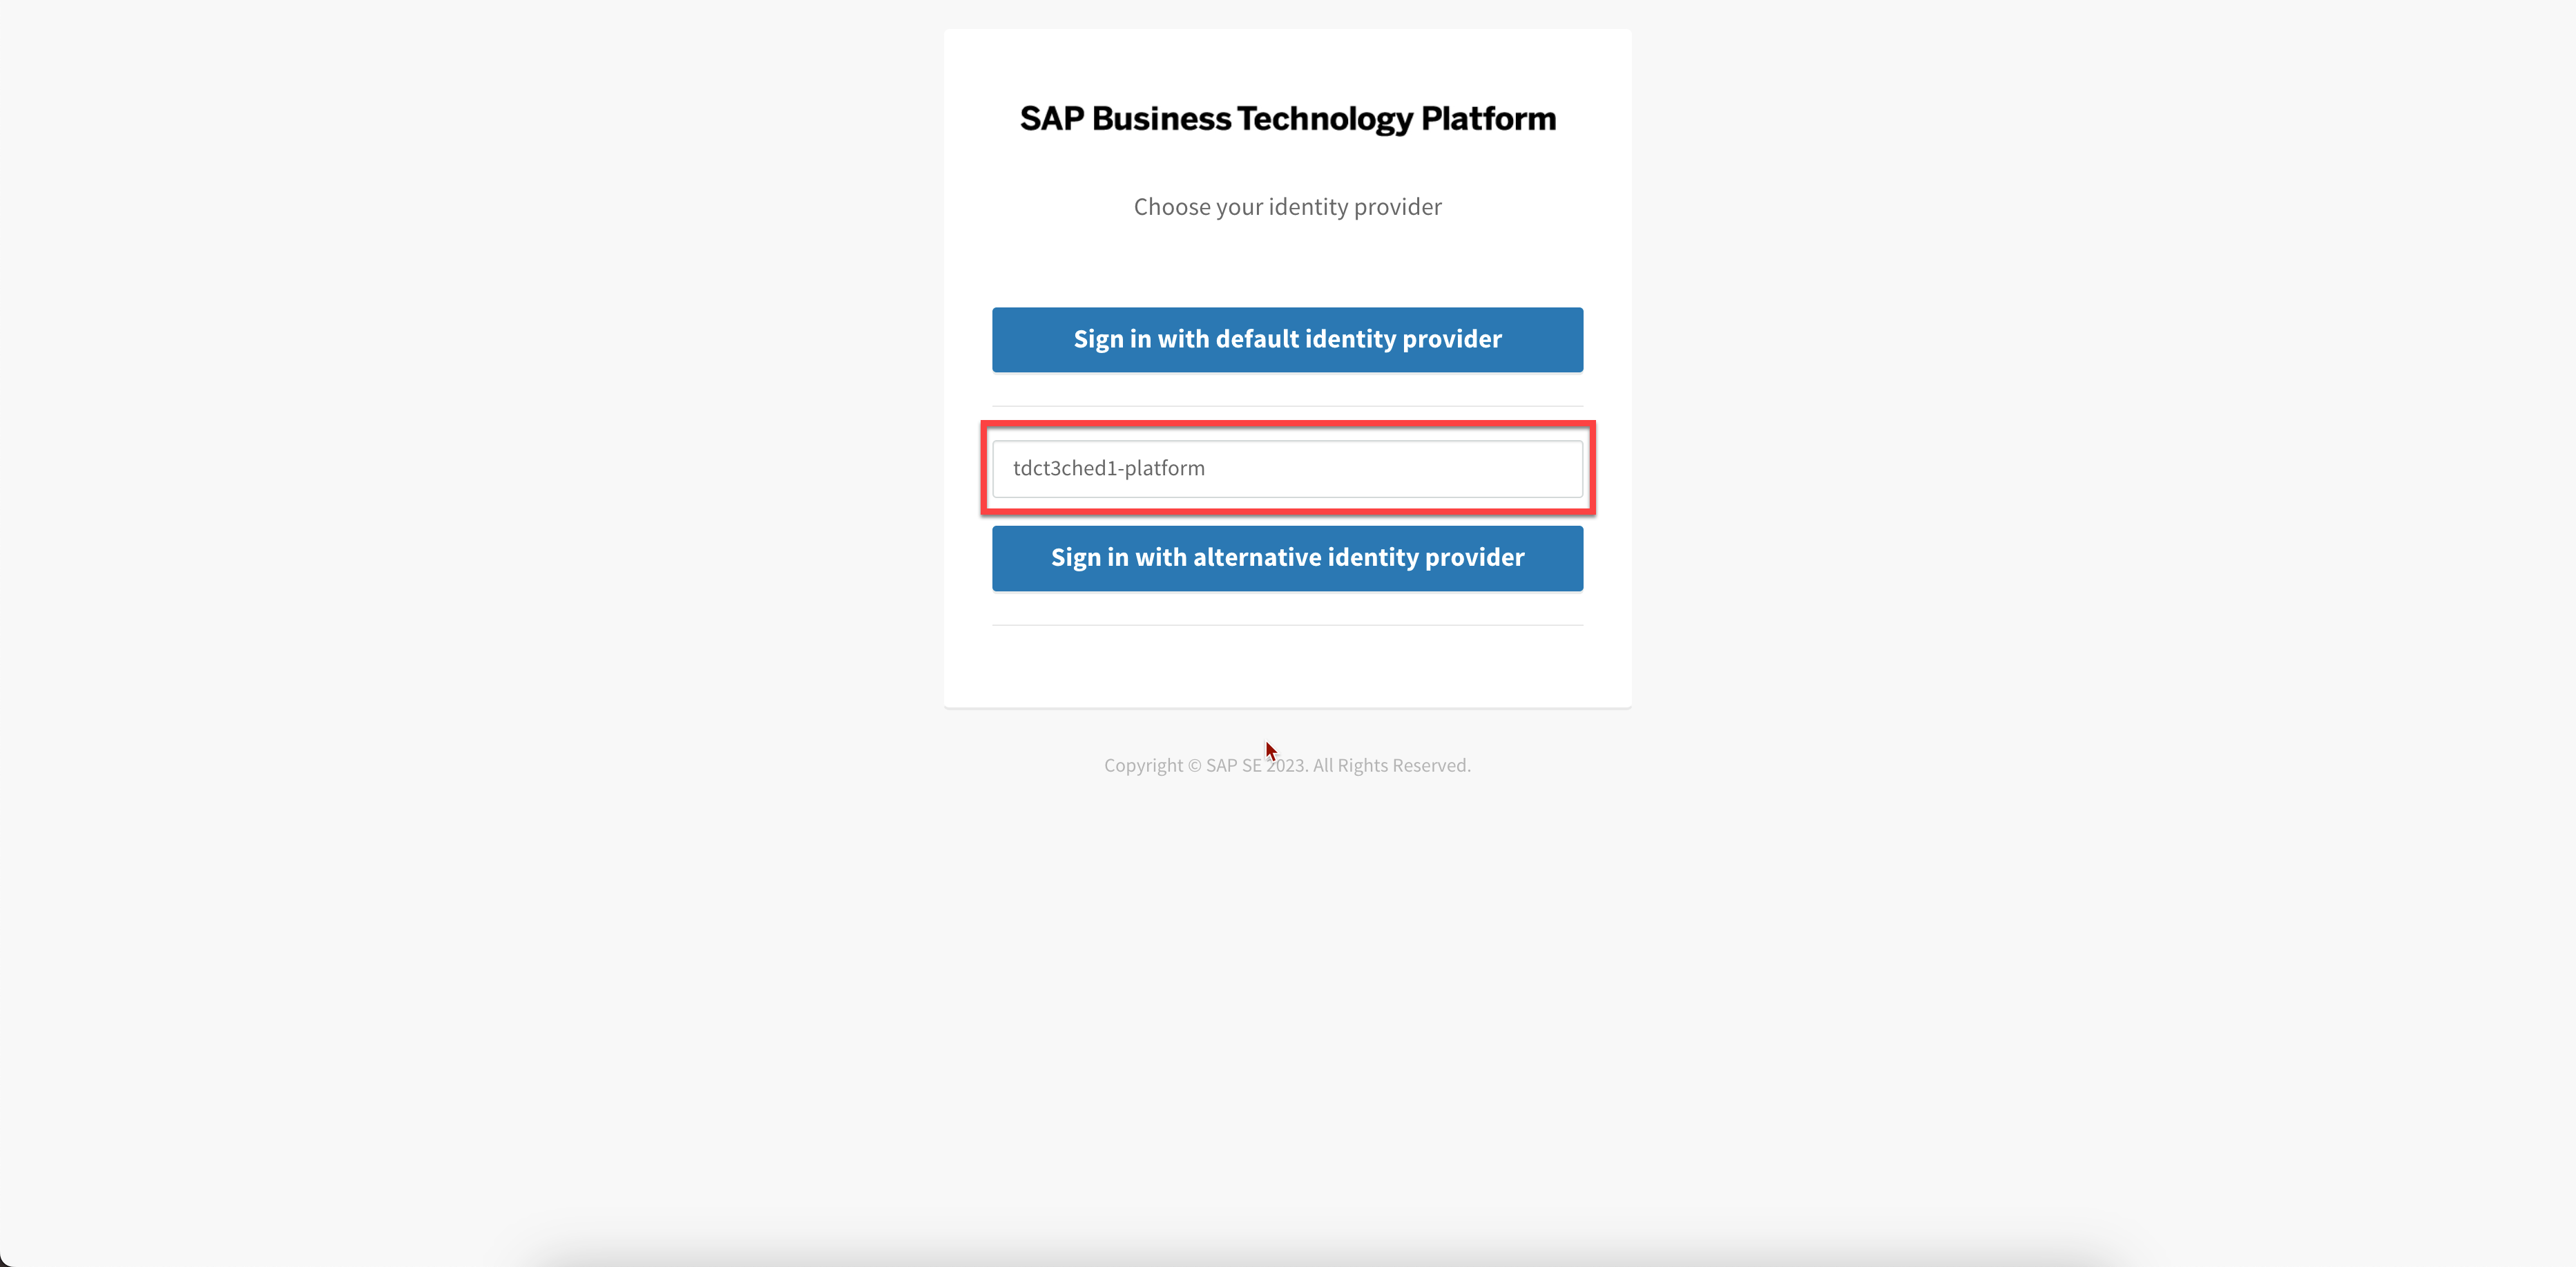 SAP Business Technology Platform
Choose your identity provider
Sign in with default identity provider
tdct3ched1-platform
Sign in with alternative identity provider
Copyright © SAP SE 2023. All Rights Reserved.